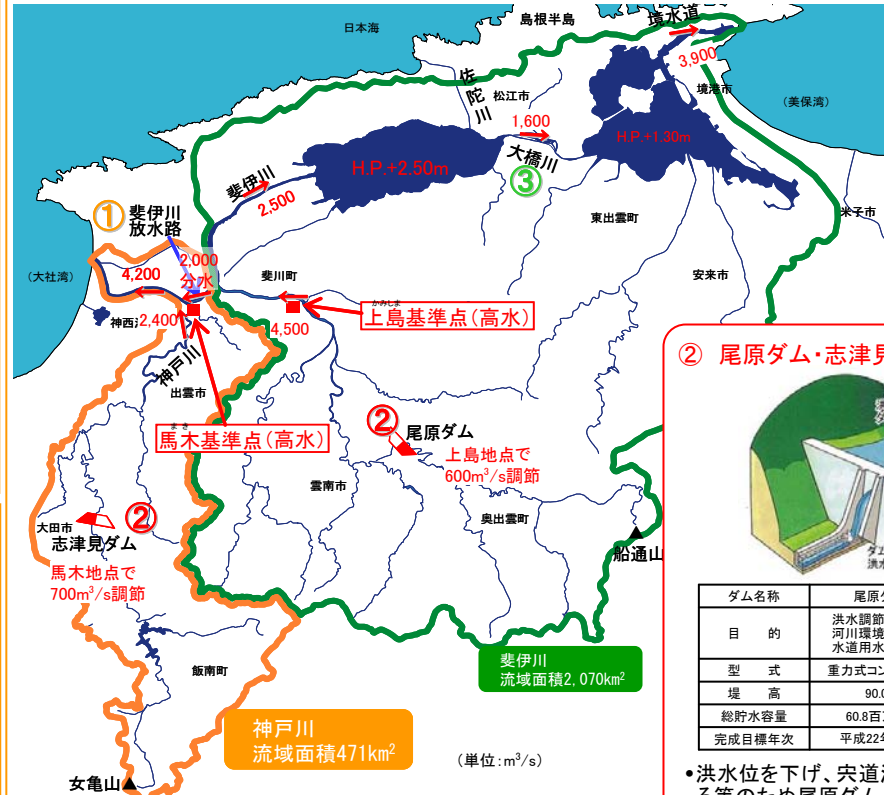 日本海
島根半島
境水道
3,900
境港市
(美保湾)
佐陀川
松江市
1,600
大橋川
③
H.P.+1.30m
H.P.+2.50m
斐伊川
2,500
東出雲町
米子市
安来市
① 斐伊川
放水路
2,000
分水
(大社湾)
4,200
斐川町
かみしま
上島基準点(高水)
4,500
神西
2,400
神戸川
出雲市
まき
馬木基準点(高水)
②
尾原ダム
上島地点で
600m³/s調節
雲南市
奥出雲町
船通山
大田市
②
志津見ダム
馬木地点で
700m³/s調節
飯南町
斐伊川
流域面積2,070km²
神戸川
流域面積471km²
(単位:m³/s)
女亀山
② 尾原ダム・志津見
ダム名称
尾原
目 的
洪水調節
河川環境
水道用水
型 式
重力式コン
堤 高
90.0
総貯水容量
60.8百
完成目標年次
平成22
•洪水位を下げ、宍道
る等のため尾原ダム